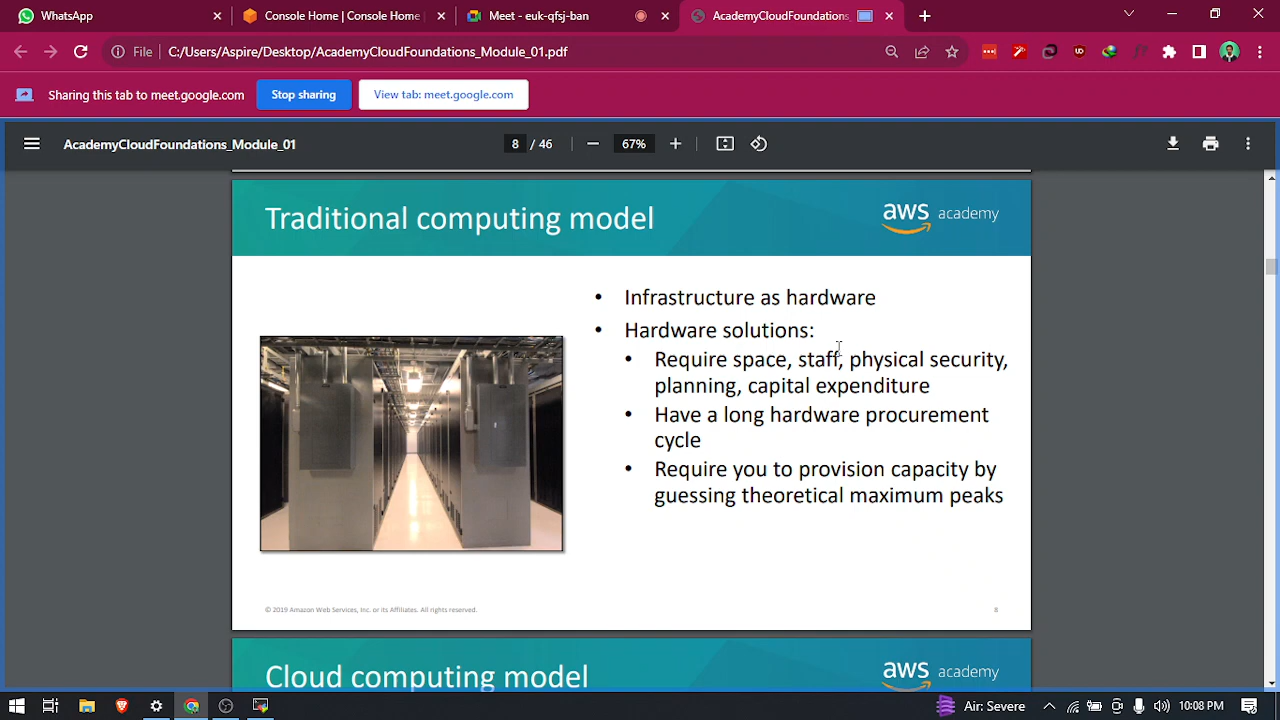 WhatsApp
Home | Hacker
Meet - euk-qfsj-
AcademyCloudFoundations
File
C:/Users/Aspire/Desktop/AcademyCloudFoundations_Module_01.pdf
Sharing this tab to meet.google.com
Stop sharing
View tab: meet.google.com
AcademyCloudFoundations_Module_01
8 / 46
67%
Traditional computing model
aws academy
• Infrastructure as hardware
• Hardware solutions:
• Require space, staff, physical security,
planning, capital expenditure
• Have a long hardware procurement
cycle
• Require you to provision capacity by
guessing theoretical maximum peaks
© 2019 Amazon Web Services, Inc. or its Affiliates. All rights reserved.
8
Cloud computing model
aws academy
Air Severe
10:08 PM